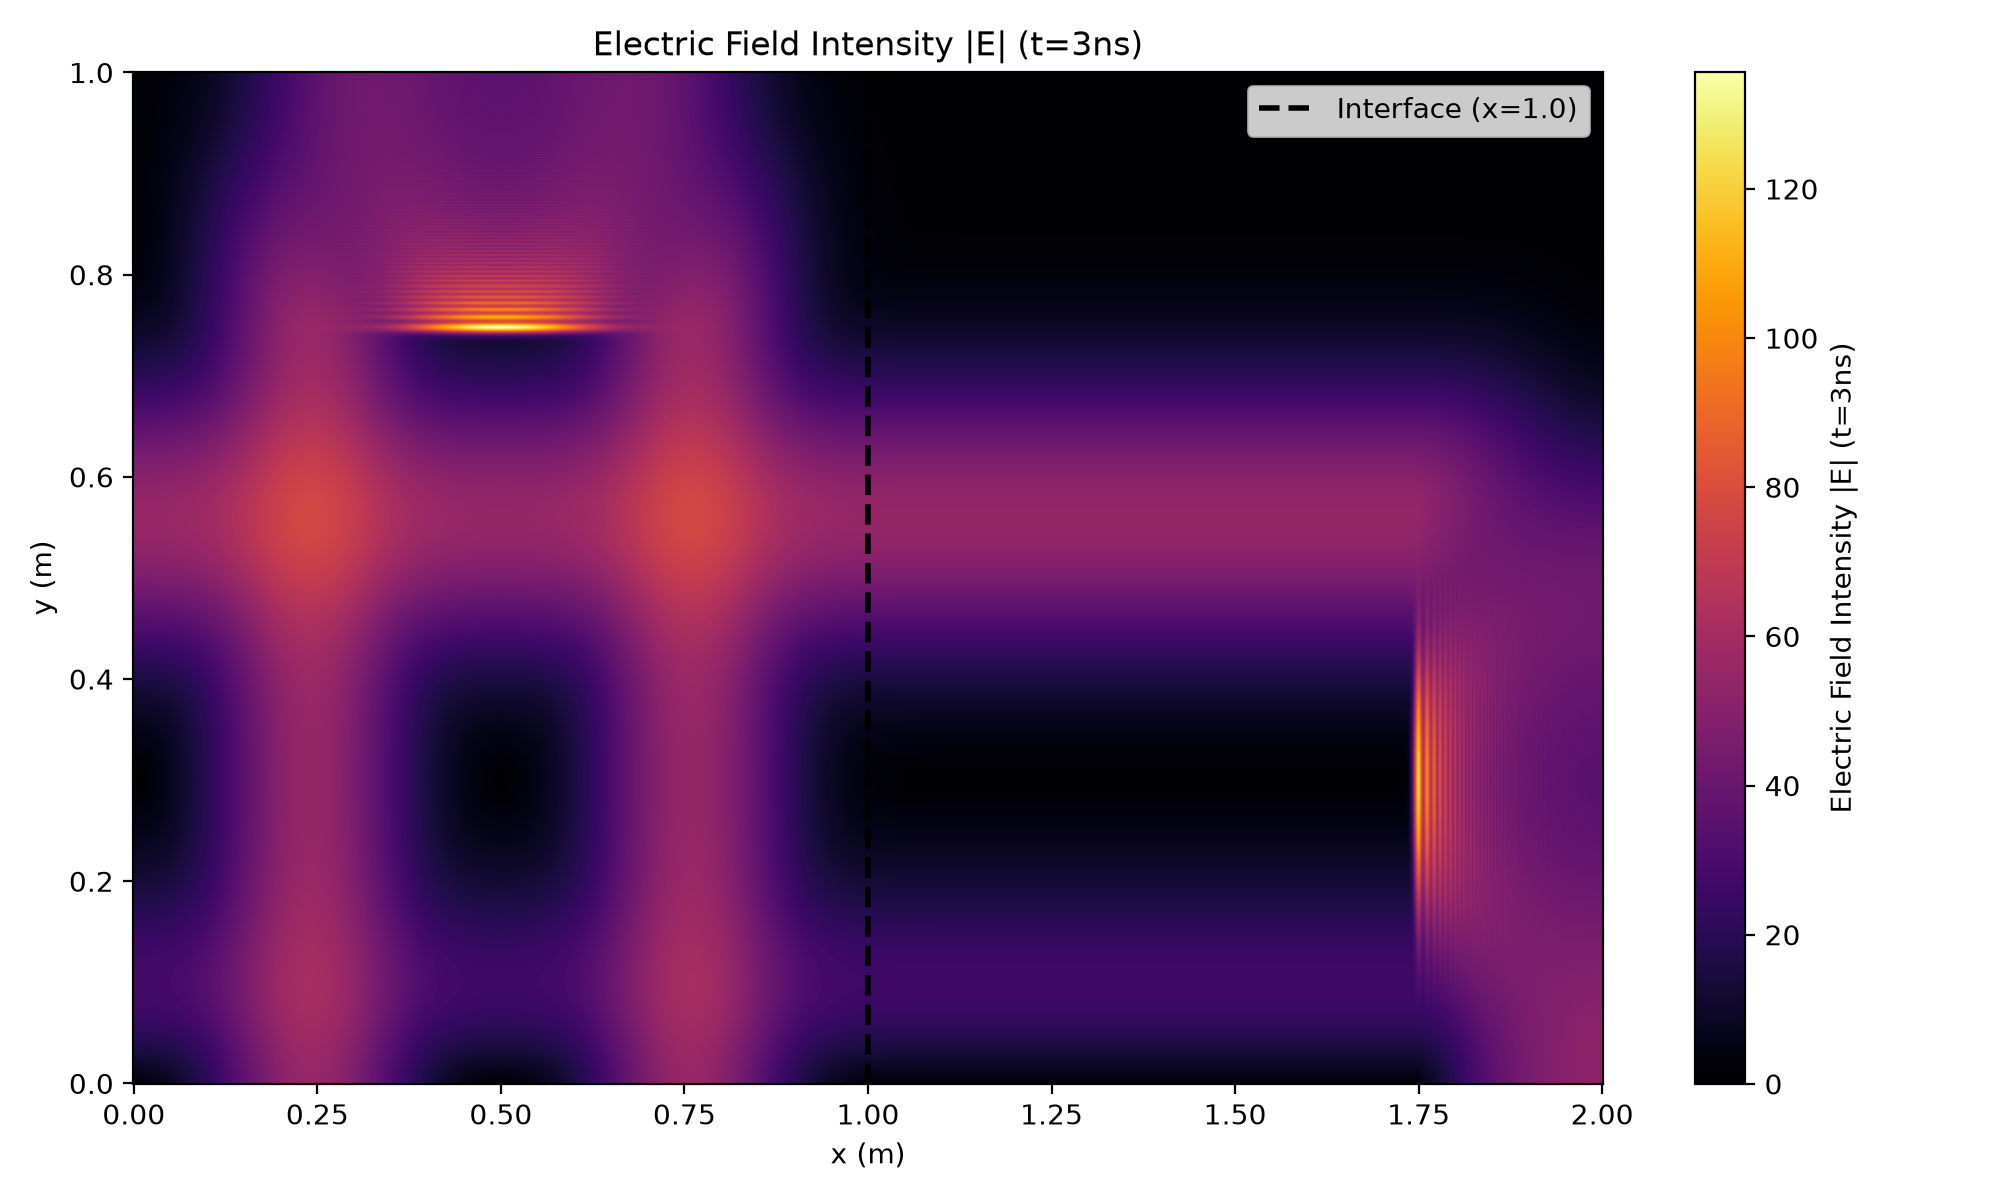 Electric Field Intensity |E| (t=3ns)
Interface (x=1.0)
1.0
0.8
0.6
0.4
0.2
0.0
y (m)
0.00 0.25 0.50 0.75 1.00 1.25 1.50 1.75 2.00
x (m)
120
100
80
60
40
20
0
Electric Field Intensity |E| (t=3ns)